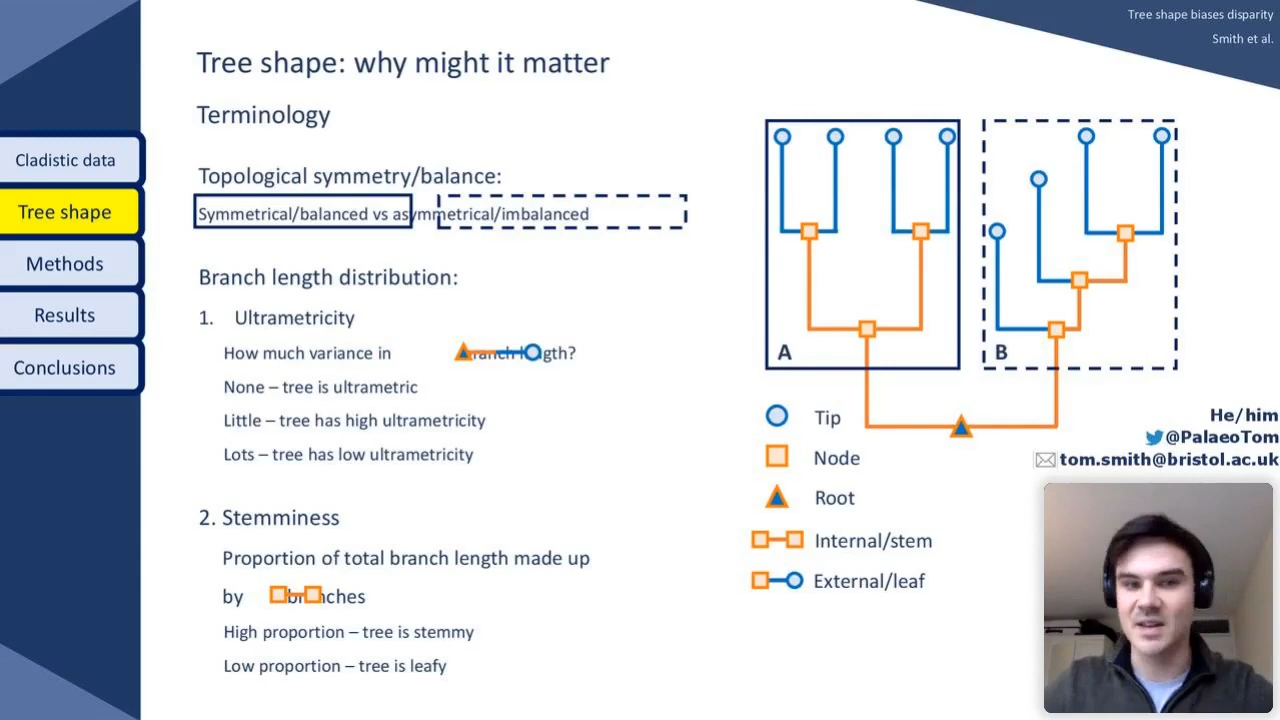 Tree shape biases disparity
Smith et al.
Tree shape: why might it matter
Terminology
Cladistic data
Tree shape
Methods
Results
Conclusions
Topological symmetry/balance:
Symmetrical/balanced vs asymmetrical/imbalanced
Branch length distribution:
1. Ultrametricity
How much variance in branch length?
None – tree is ultrametric
Little – tree has high ultrametricity
Lots – tree has low ultrametricity
2. Stemminess
Proportion of total branch length made up
by branches
High proportion – tree is stemmy
Low proportion – tree is leafy
A
B
Tip
Node
Root
Internal/stem
External/leaf
He/him
@PalaeoTom
tom.smith@bristol.ac.uk